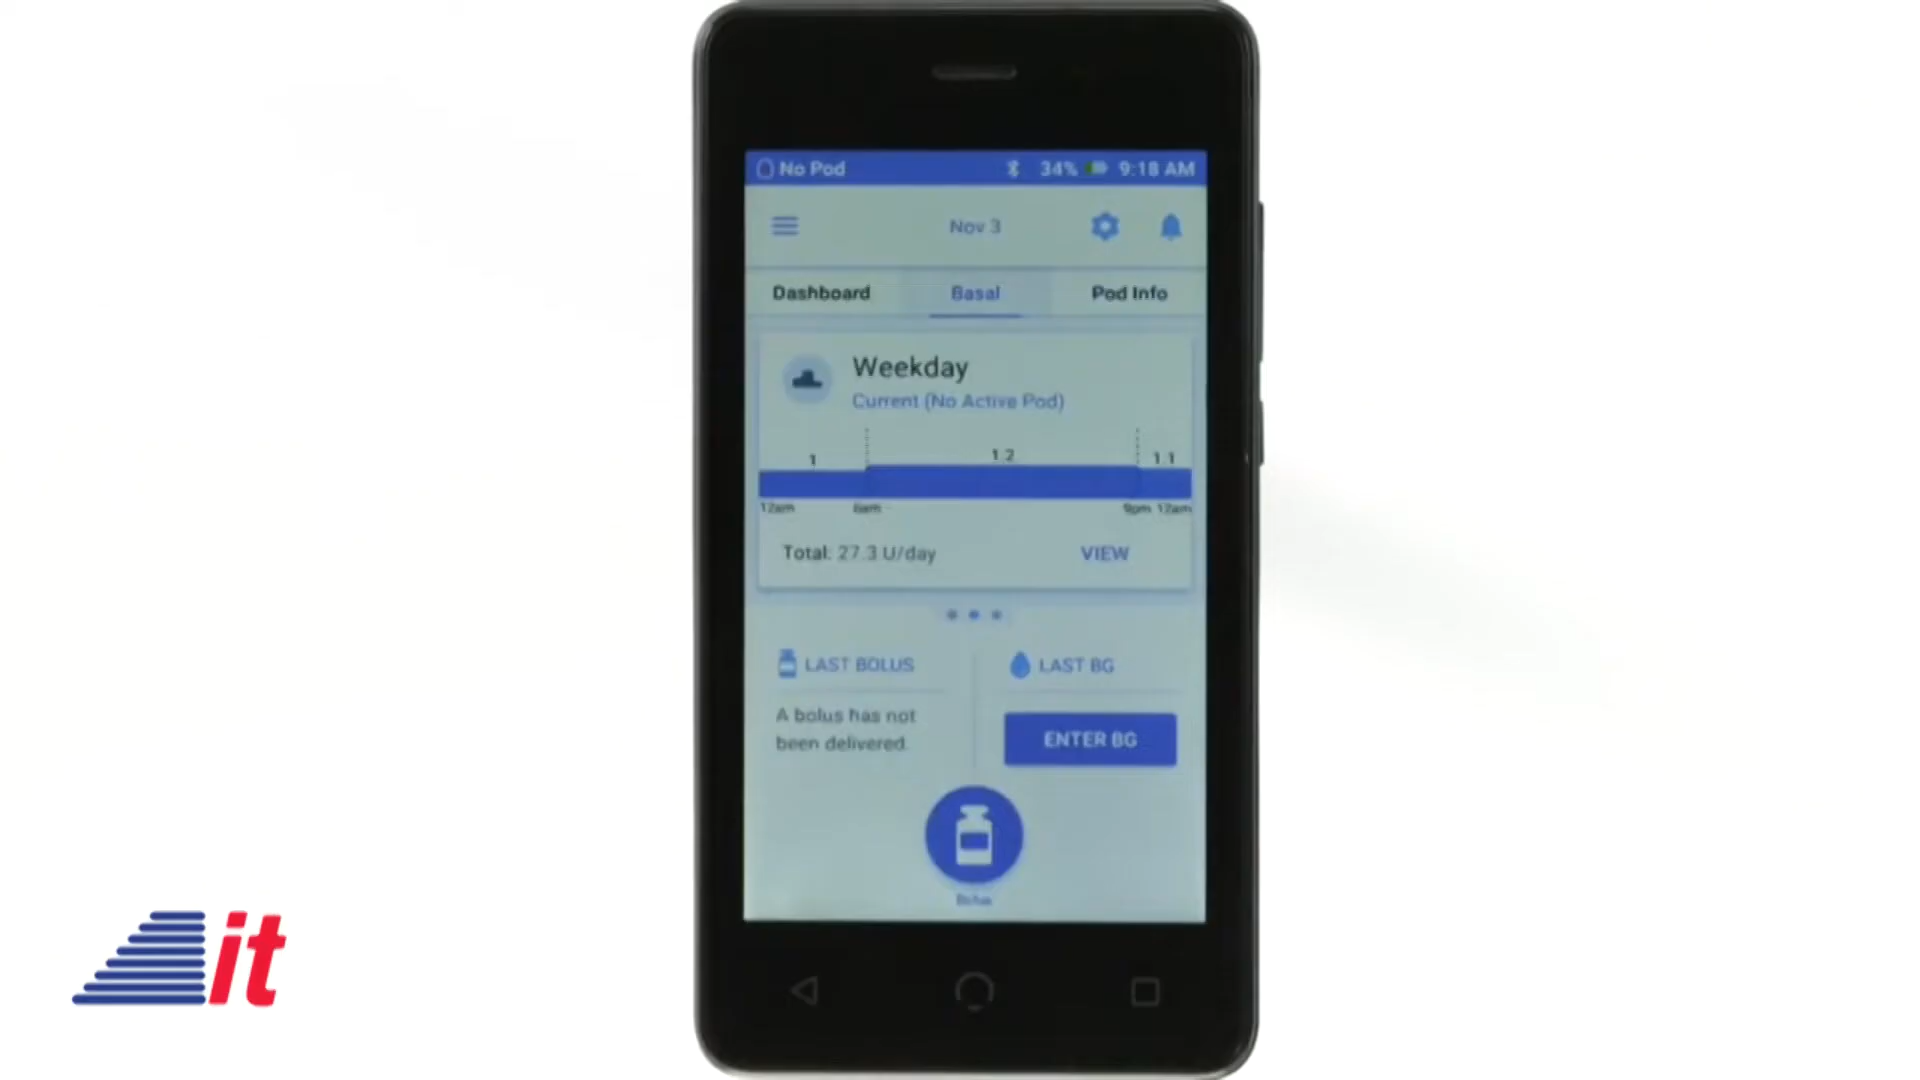 No Pod 34% 9:18 AM
Nov 3
Dashboard Basal Pod Info
Weekday
Current (No Active Pod)
1 1.2 1.1
12am 6am 9pm 12am
Total: 27.3 U/day VIEW
LAST BOLUS LAST BG
A bolus has not
been delivered.
ENTER BG
Bolus
it